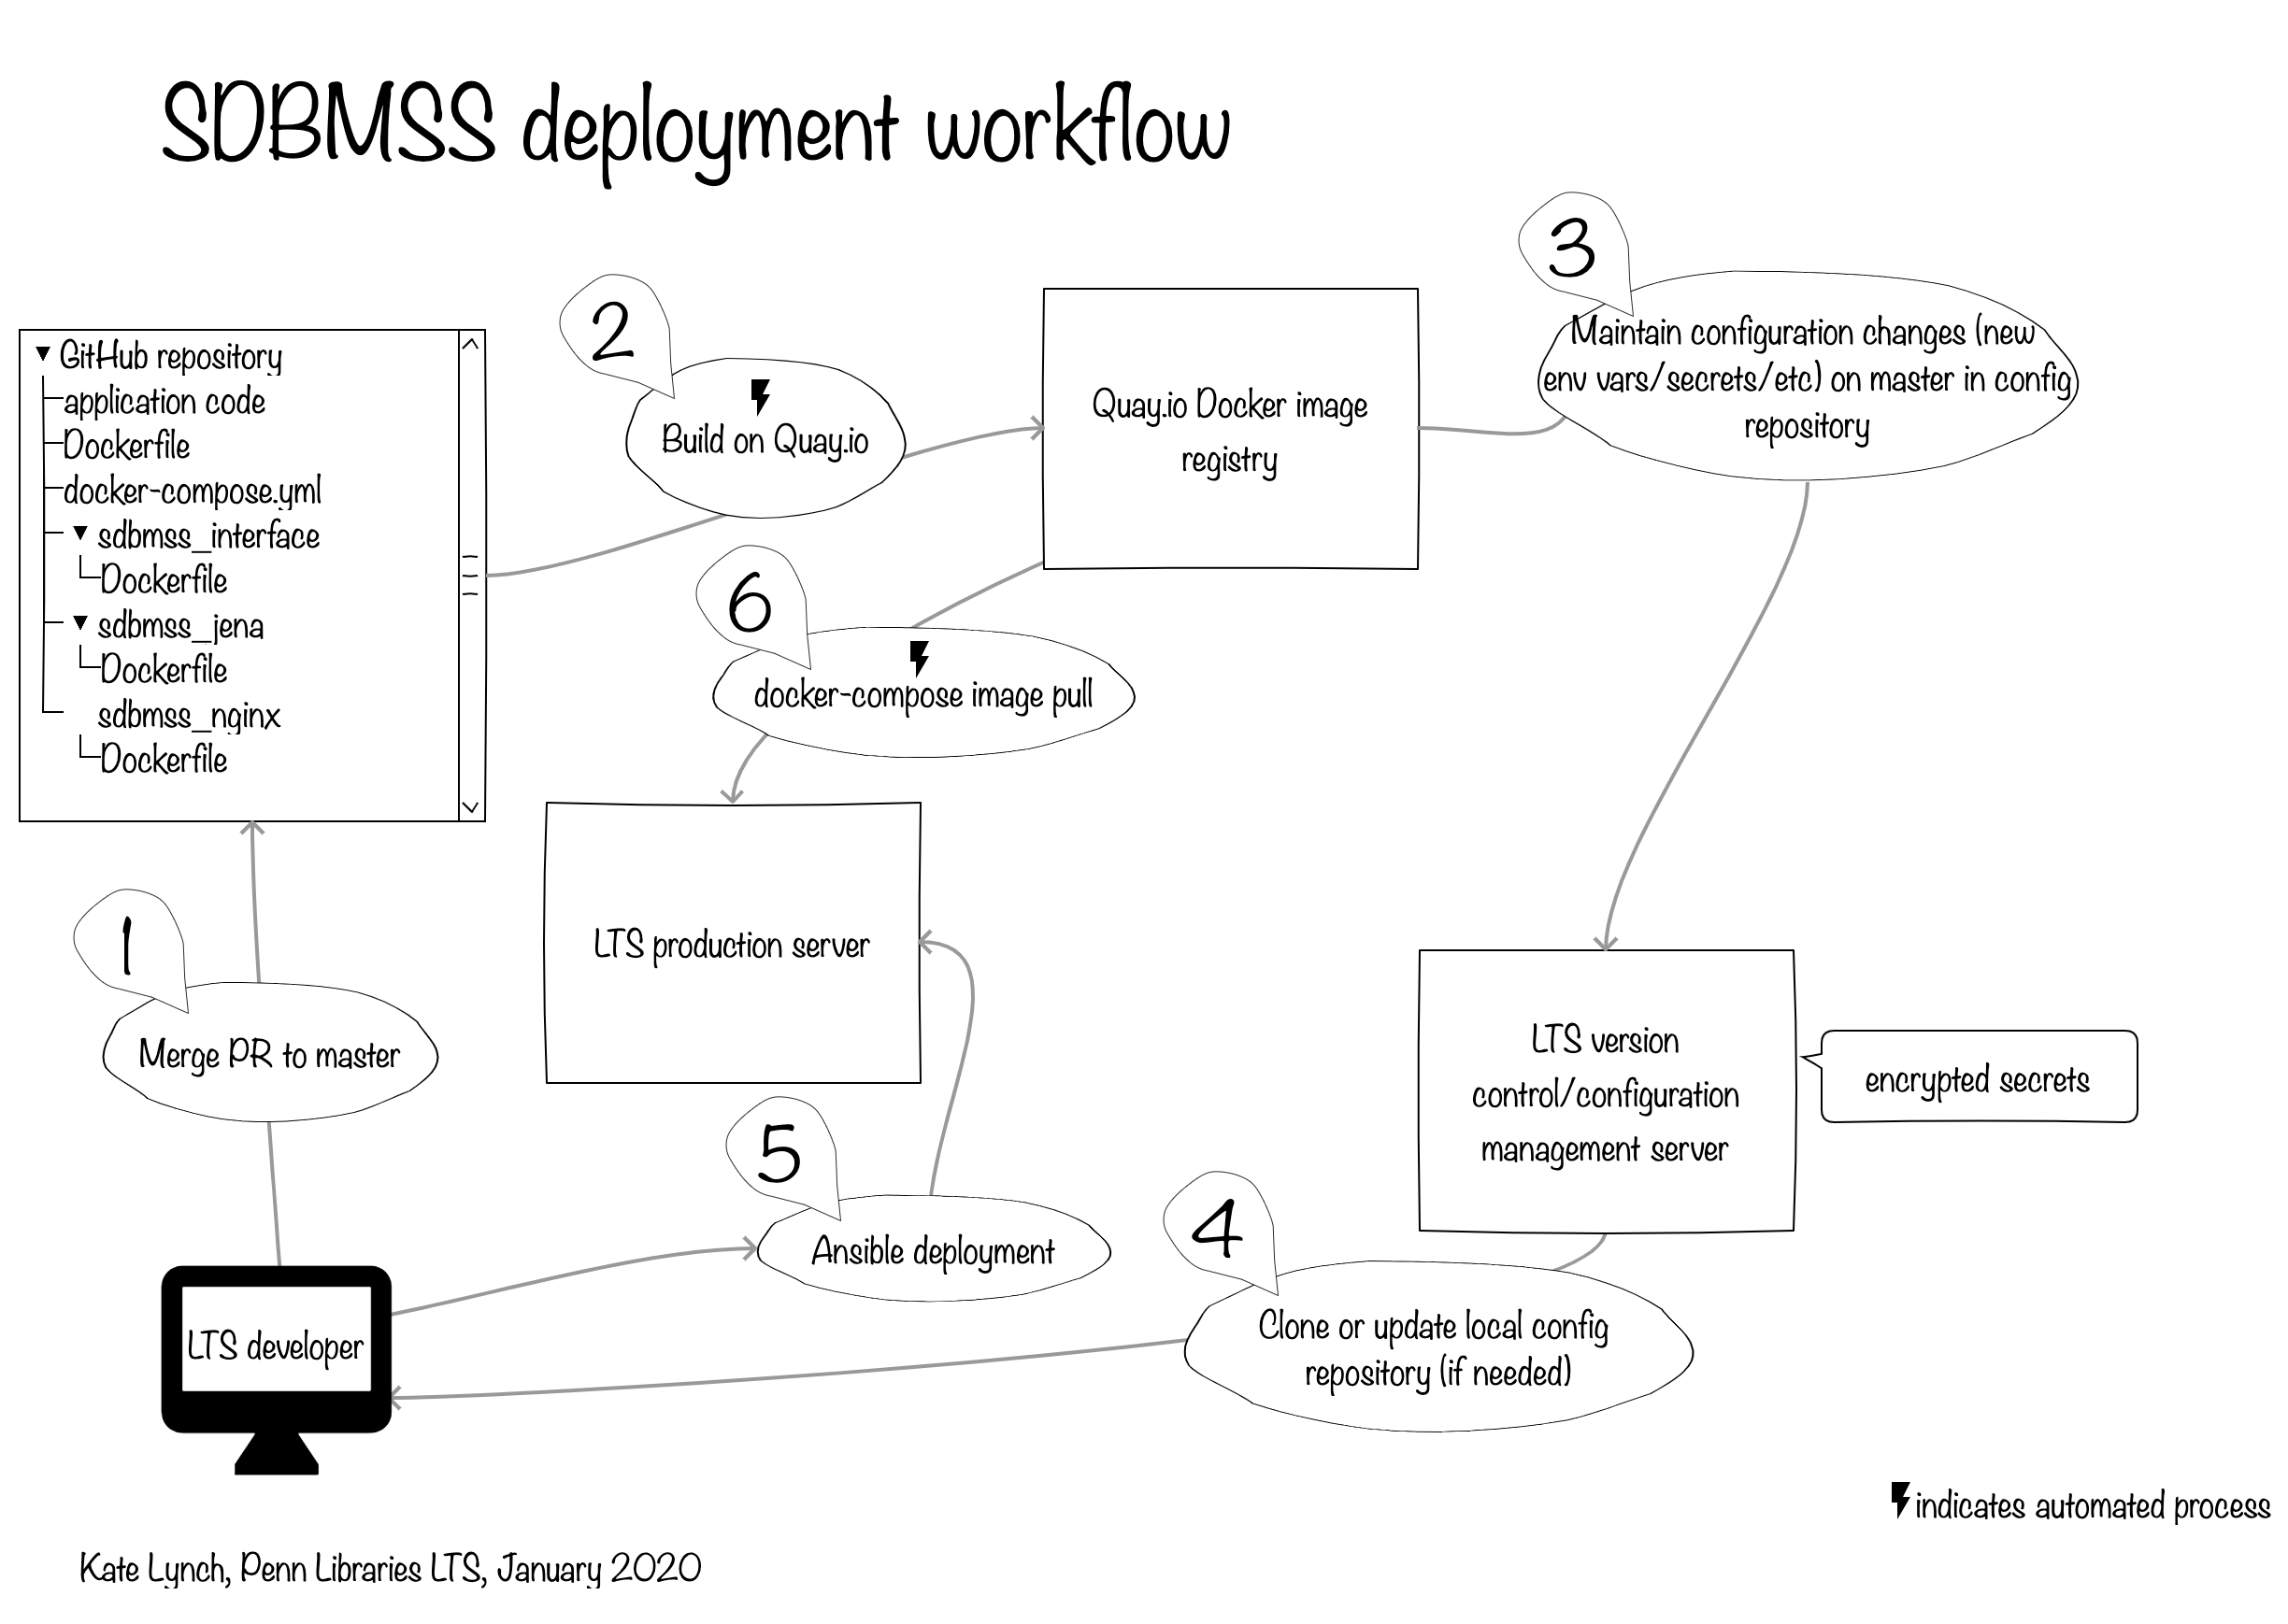 SDBMSS deployment workflow
▼ GitHub repository
application code
Dockerfile
docker-compose.yml
▼ sdbmss_interface
Dockerfile
▼ sdbmss_jena
Dockerfile
sdbmss_nginx
Dockerfile
2
Build on Quay.io
Quay.io Docker image
registry
3
Maintain configuration changes (new
env vars/secrets/etc) on master in config
repository
6
docker-compose image pull
LTS production server
1
Merge PR to master
LTS version
control/configuration
management server
encrypted secrets
5
Ansible deployment
4
Clone or update local config
repository (if needed)
LTS developer
indicates automated process
Kate Lynch, Penn Libraries LTS, January 2020